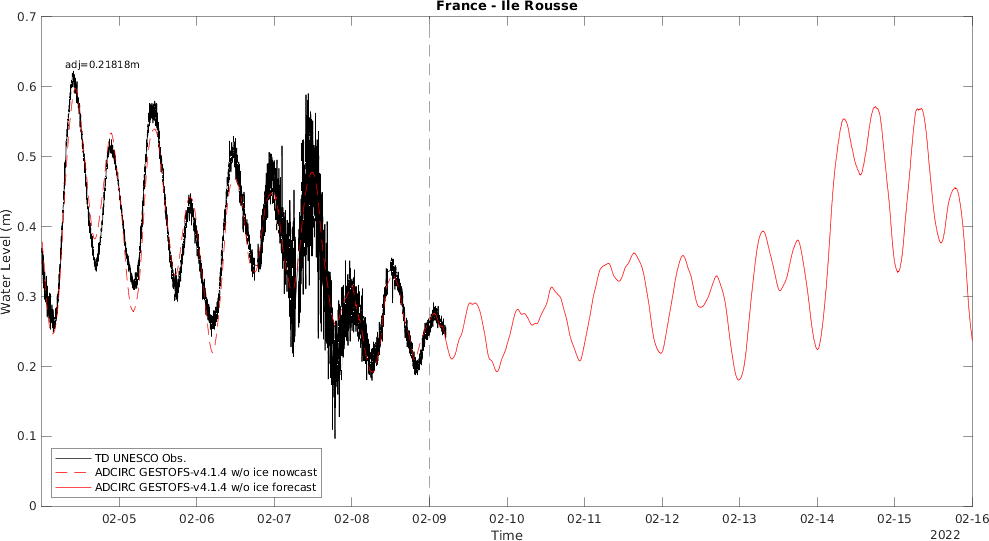 France - Ile Rousse
adj=0.21818m
0.7
0.6
0.5
0.4
0.3
0.2
0.1
0
Water Level (m)
TD UNESCO Obs.
ADCIRC GESTOFS-v4.1.4 w/o ice nowcast
ADCIRC GESTOFS-v4.1.4 w/o ice forecast
02-05 02-06 02-07 02-08 02-09 02-10 02-11 02-12 02-13 02-14 02-15 02-16
Time
2022